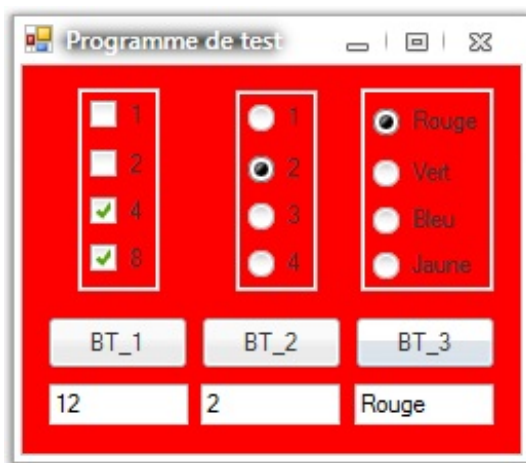 Programme de test
1
2
4
8
1
2
3
4
Rouge
Vert
Bleu
Jaune
BT_1 BT_2 BT_3
12 2 Rouge